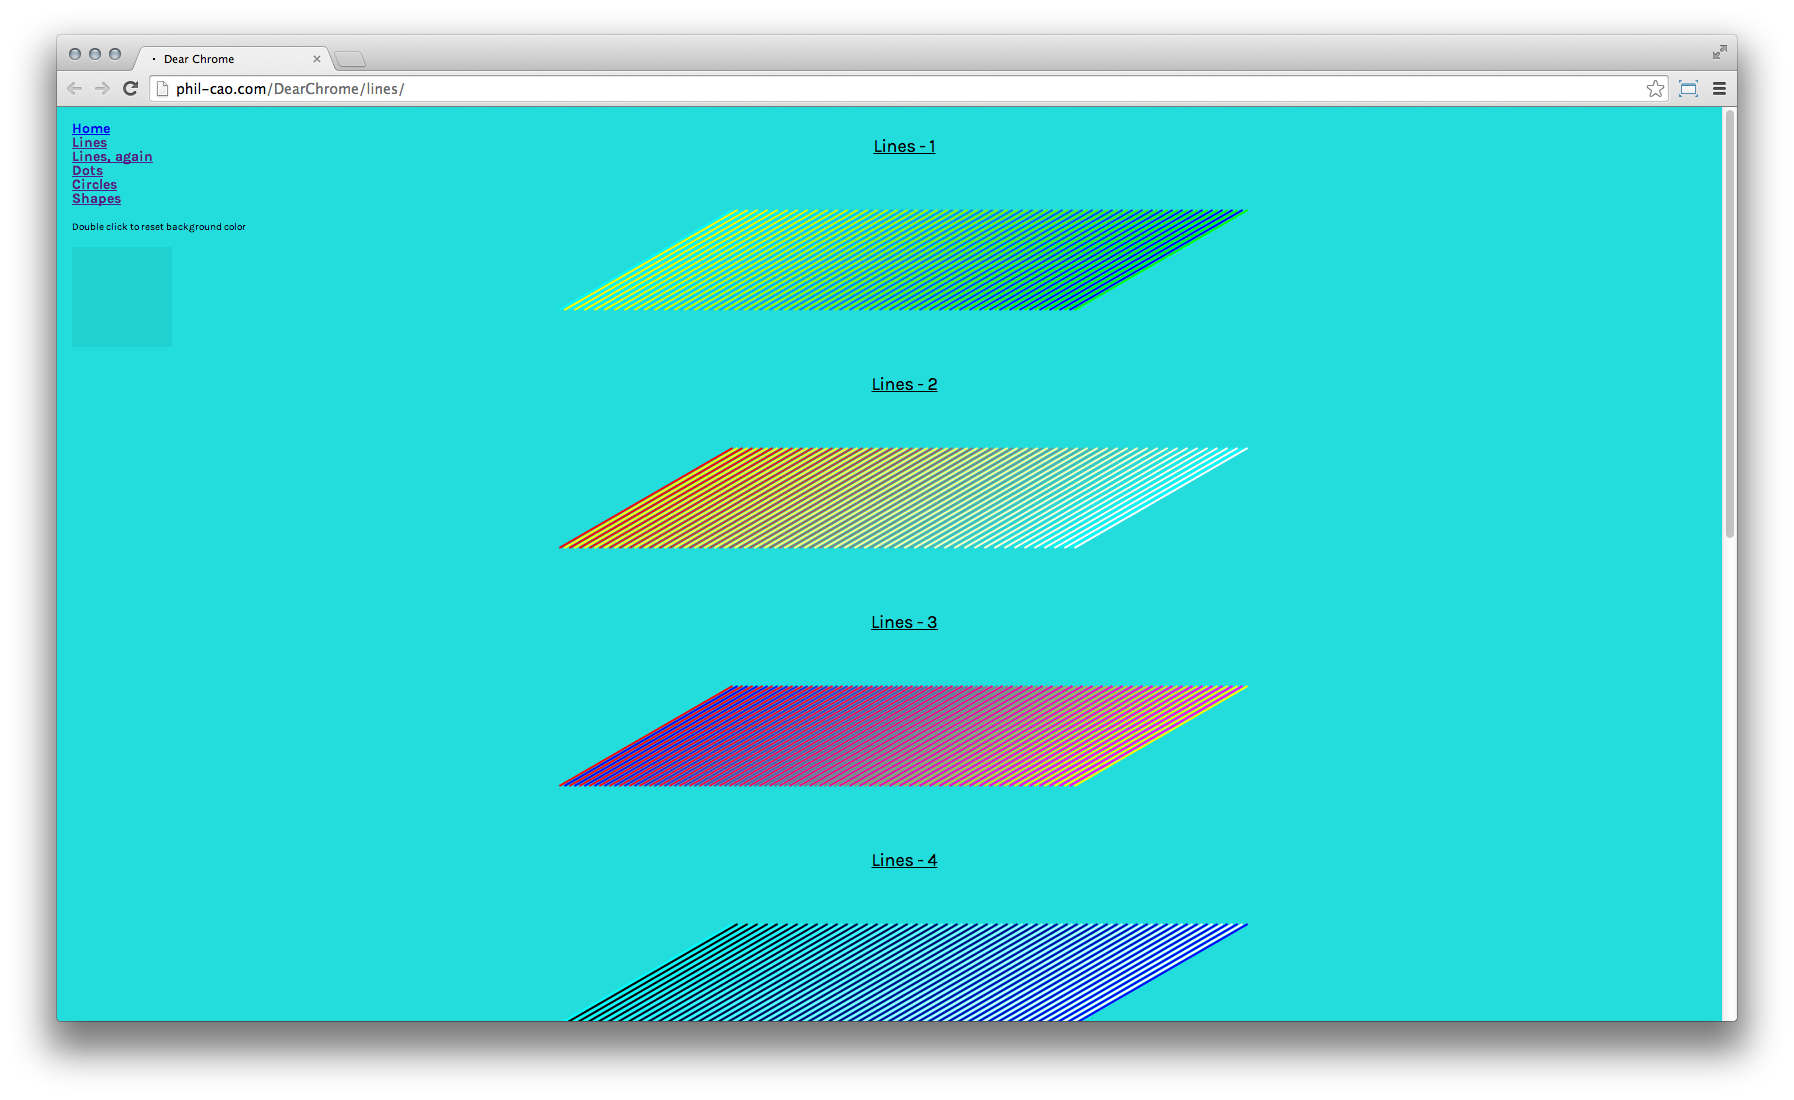 Dear Chrome
phil-cao.com/DearChrome/lines/
Home
Lines
Lines, again
Dots
Circles
Shapes
Double click to reset background color
Lines - 1
Lines - 2
Lines - 3
Lines - 4